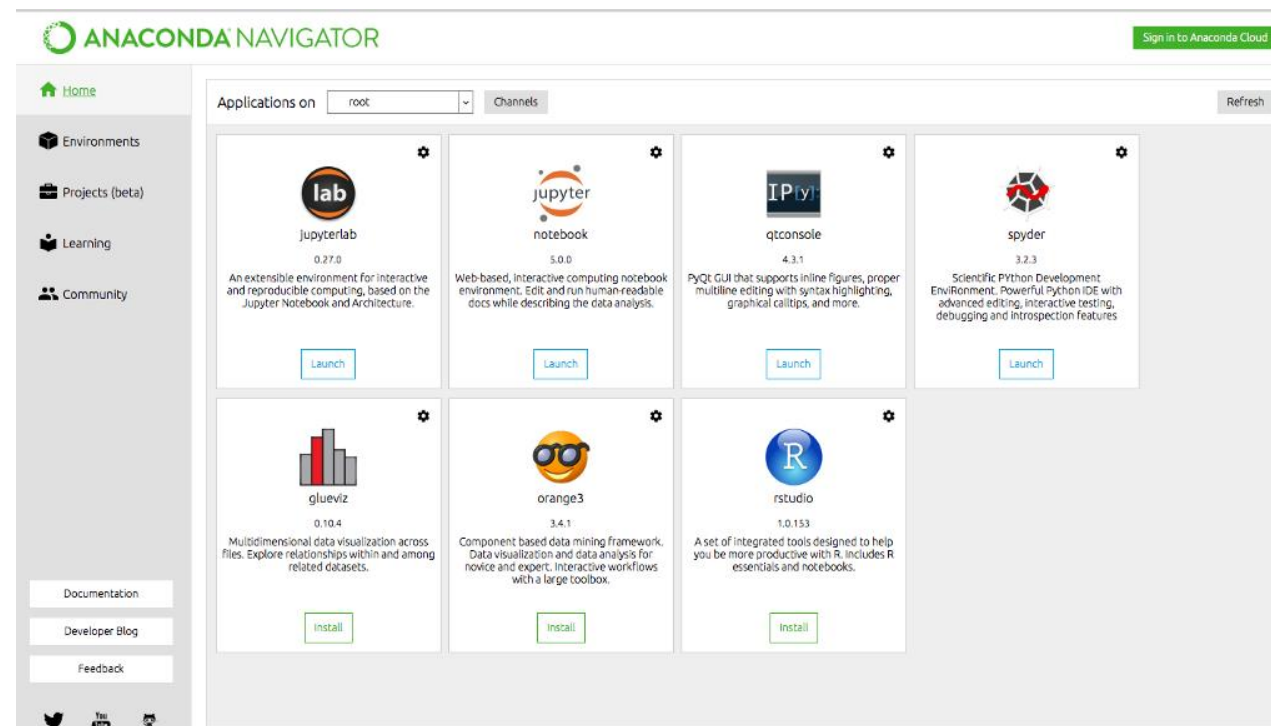 ANACONDA NAVIGATOR
Sign in to Anaconda Cloud
Home
Environments
Projects (beta)
Learning
Community
Documentation
Developer Blog
Feedback
You
Applications on
root
Channels
Refresh
lab
jupyterlab
0.27.0
An extensible environment for interactive
and reproducible computing, based on the
Jupyter Notebook and Architecture.
Launch
jupyter
notebook
5.0.0
Web-based, interactive computing notebook
environment. Edit and run human-readable
docs while describing the data analysis.
Launch
IP[y]:
qtconsole
4.3.1
PyQt GUI that supports inline figures, proper
multiline editing with syntax highlighting,
graphical calltips, and more.
Launch
spyder
3.2.3
Scientific PYthon Development
EnviRonment. Powerful Python IDE with
advanced editing, interactive testing,
debugging and introspection features
Launch
glueviz
0.10.4
Multidimensional data visualization across
files. Explore relationships within and among
related datasets.
Install
orange3
3.4.1
Component based data mining framework.
Data visualization and data analysis for
novice and expert. Interactive workflows
with a large toolbox.
Install
R
rstudio
1.0.153
A set of integrated tools designed to help
you be more productive with R. Includes R
essentials and notebooks.
Install